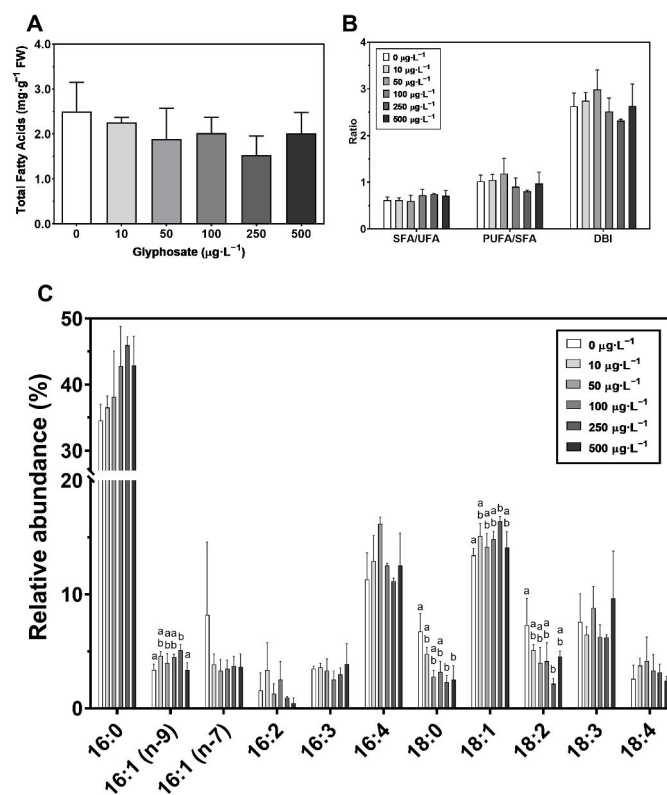 A
Total Fatty Acids (mg·g⁻¹ FW)
4.0
3.0
2.0
1.0
0.0
0
10
50
100
250
500
Glyphosate (µg·L⁻¹)
B
Ratio
4
2
1
0
0 µg·L⁻¹
10 µg·L⁻¹
50 µg·L⁻¹
100 µg·L⁻¹
250 µg·L⁻¹
500 µg·L⁻¹
SFA/UFA
PUFA/SFA
DBI
C
Relative abundance (%)
50
40
30
20
10
0
0 µg·L⁻¹
10 µg·L⁻¹
50 µg·L⁻¹
100 µg·L⁻¹
250 µg·L⁻¹
500 µg·L⁻¹
16:0
16:1 (n-9)
16:1 (n-7)
16:2
16:3
16:4
18:0
18:1
18:2
18:3
18:4